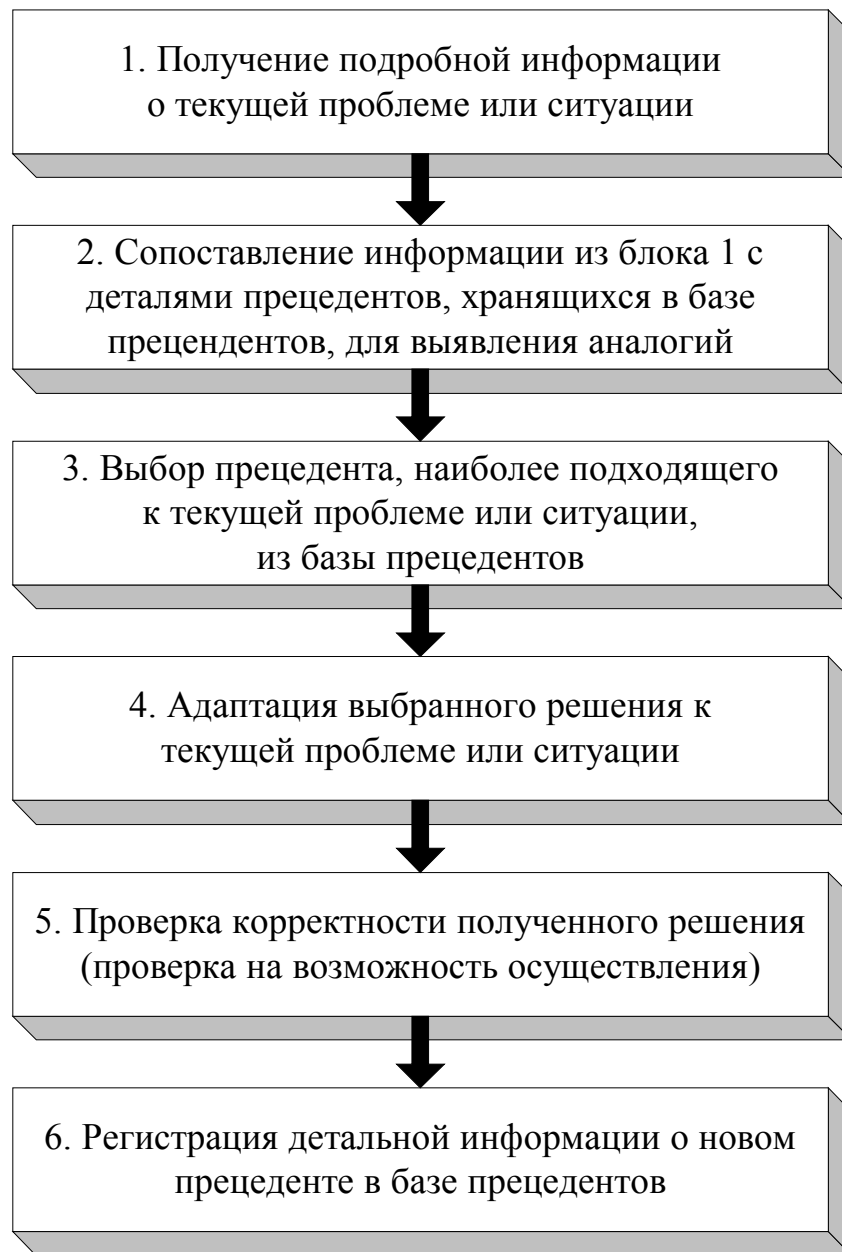 1. Получение подробной информации
о текущей проблеме или ситуации
2. Сопоставление информации из блока 1 с
деталями прецедентов, хранящихся в базе
прецендентов, для выявления аналогий
3. Выбор прецедента, наиболее подходящего
к текущей проблеме или ситуации,
из базы прецедентов
4. Адаптация выбранного решения к
текущей проблеме или ситуации
5. Проверка корректности полученного решения
(проверка на возможность осуществления)
6. Регистрация детальной информации о новом
прецеденте в базе прецедентов